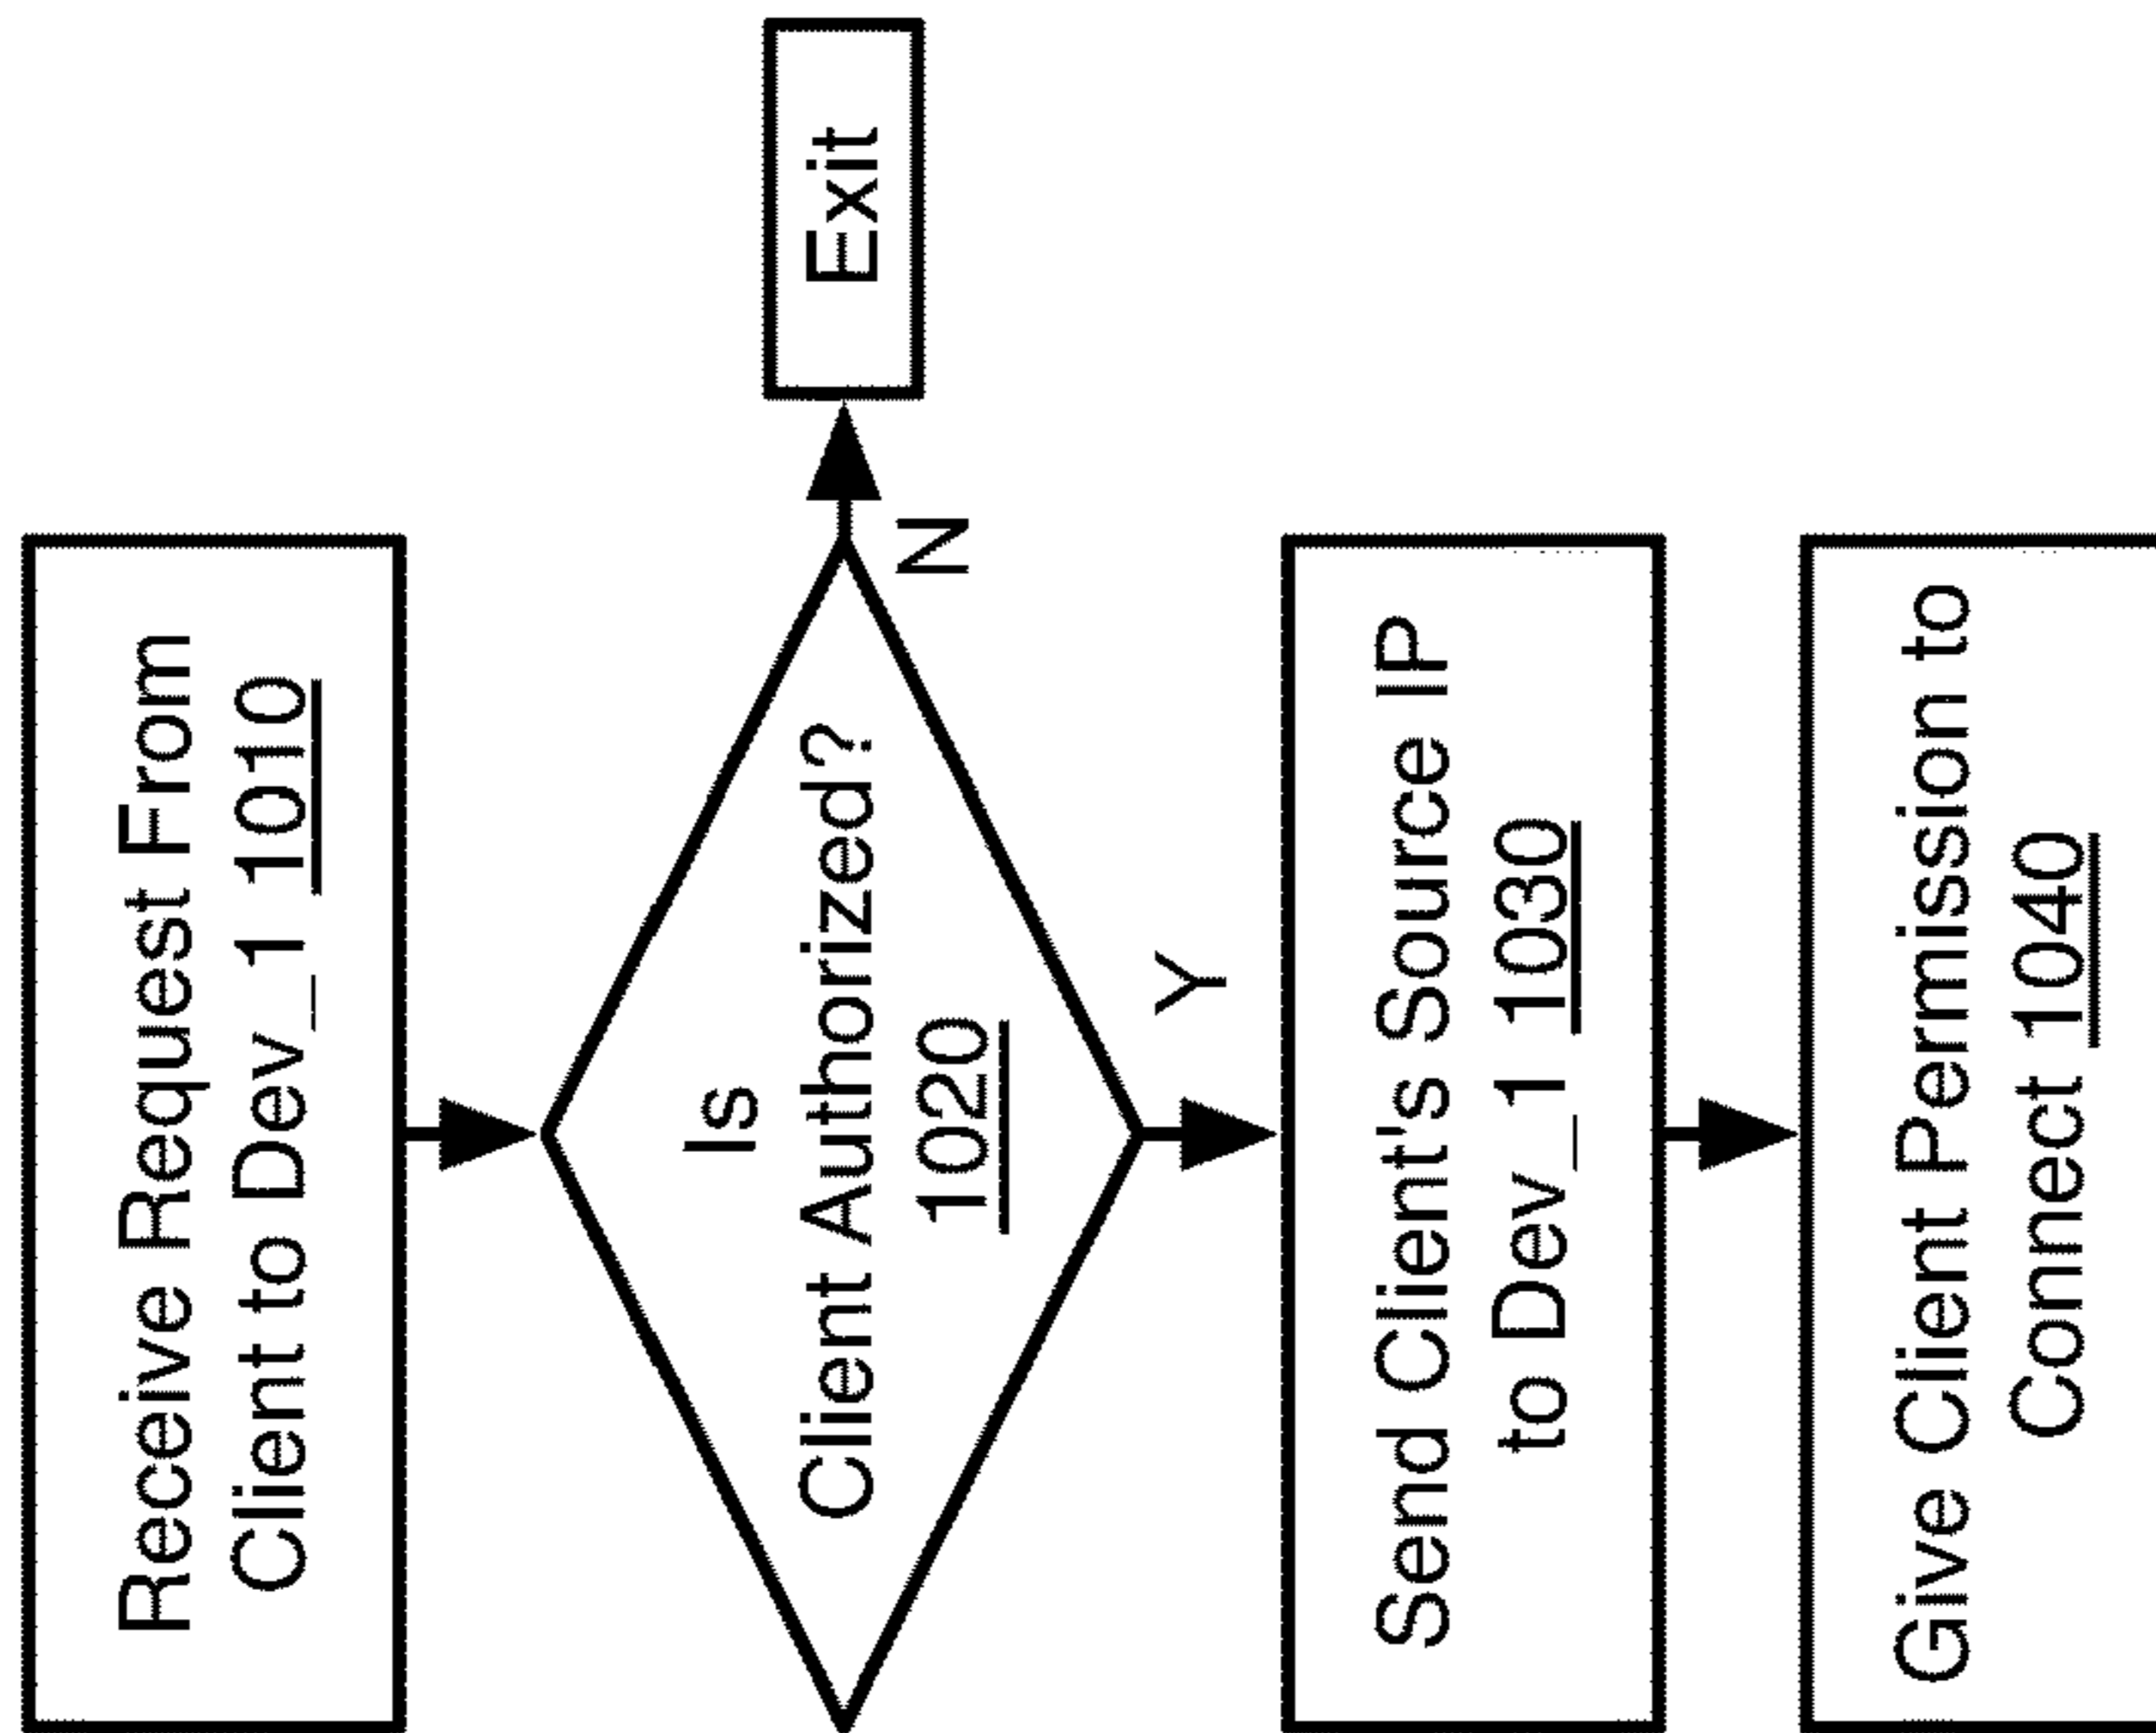 Receive Request From
Client to Dev_1 1010
Is
Client Authorized?
1020
N
Exit
Y
Send Client's Source IP
to Dev_1 1030
Give Client Permission to
Connect 1040